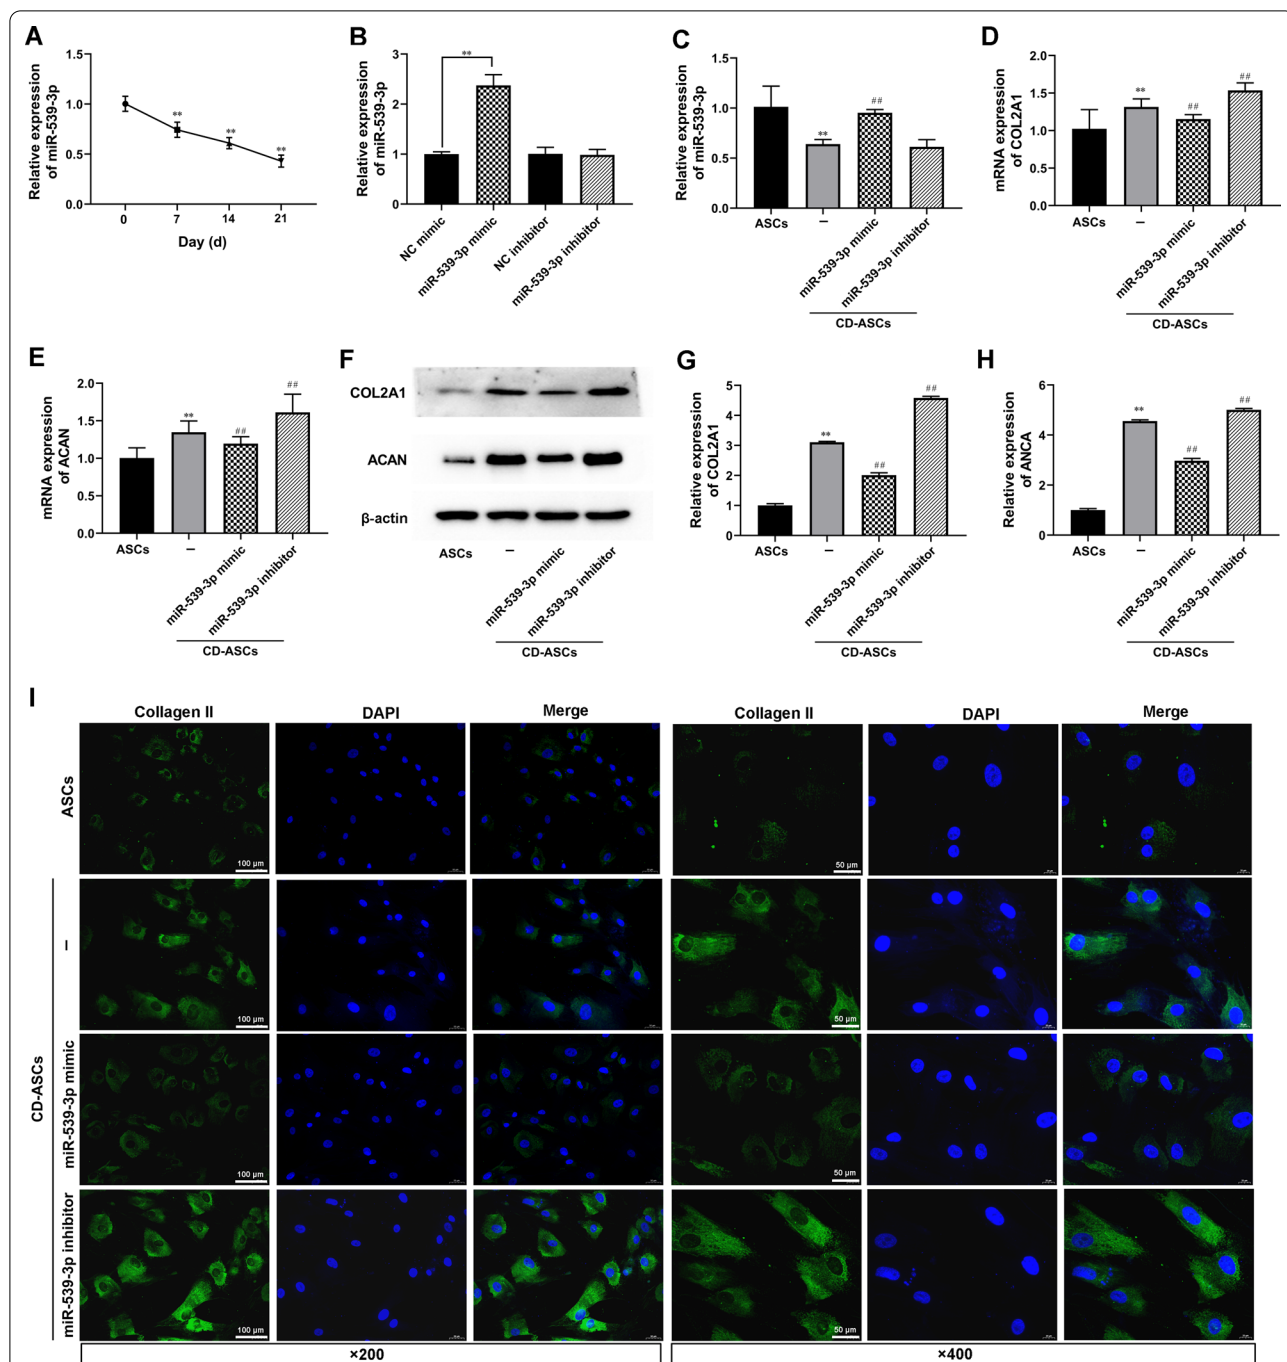 A
Relative expression
of miR-539-3p
1.5
1.0
0.5
0.0
**
**
**
0
7
14
21
Day (d)
B
Relative expression
of miR-539-3p
3
2
1
0
**
NC mimic
miR-539-3p mimic
NC inhibitor
miR-539-3p inhibitor
C
Relative expression
of miR-539-3p
1.5
1.0
0.5
0.0
**
##
ASCs
–
miR-539-3p mimic
miR-539-3p inhibitor
CD-ASCs
D
mRNA expression
of COL2A1
2.0
1.5
1.0
0.5
0.0
**
##
##
ASCs
–
miR-539-3p mimic
miR-539-3p inhibitor
CD-ASCs
E
mRNA expression
of ACAN
2.0
1.5
1.0
0.5
0.0
**
##
##
ASCs
–
miR-539-3p mimic
miR-539-3p inhibitor
CD-ASCs
F
COL2A1
ACAN
β-actin
ASCs
–
miR-539-3p mimic
miR-539-3p inhibitor
CD-ASCs
G
Relative expression
of COL2A1
5
4
3
2
1
0
**
##
##
ASCs
–
miR-539-3p mimic
miR-539-3p inhibitor
CD-ASCs
H
Relative expression
of ANCA
6
4
2
0
**
##
##
ASCs
–
miR-539-3p mimic
miR-539-3p inhibitor
CD-ASCs
I
Collagen II DAPI Merge Collagen II DAPI Merge
ASCs
100 µm
50 µm
CD-ASCs
–
100 µm
50 µm
miR-539-3p mimic
100 µm
50 µm
miR-539-3p inhibitor
100 µm
50 µm
×200
×400